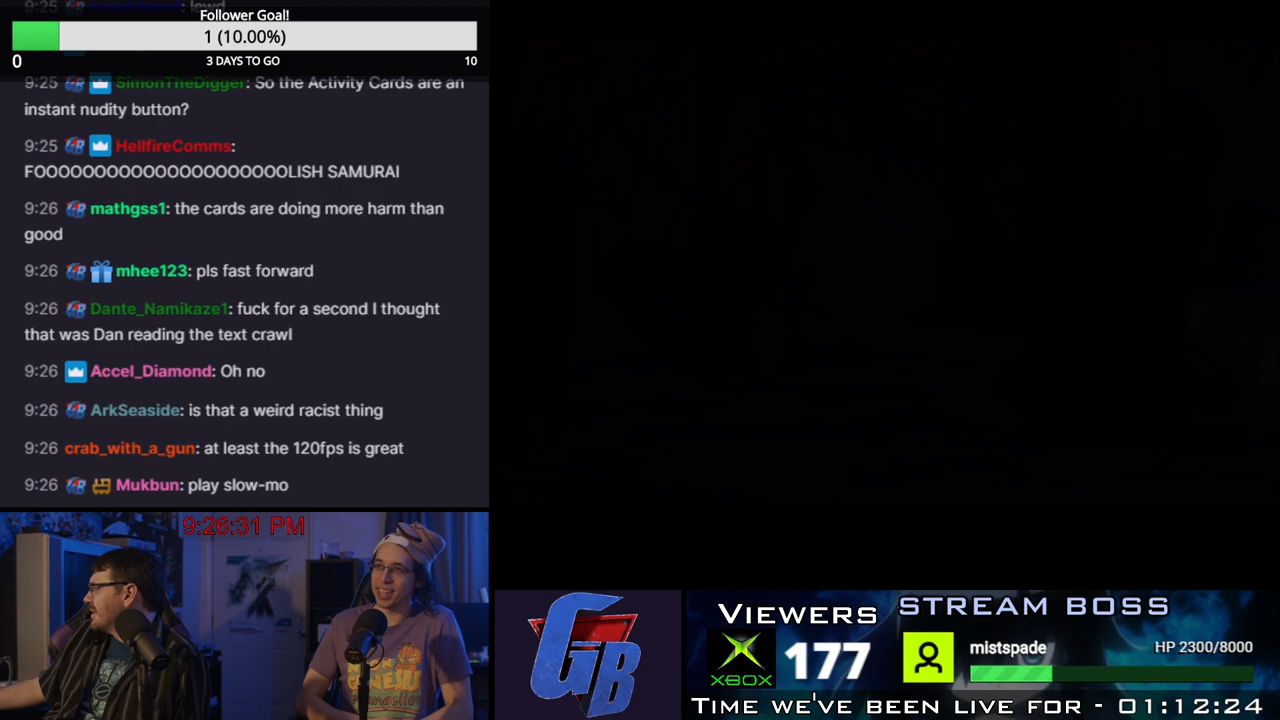 Follower Goal!
1 (10.00%)
0 3 DAYS TO GO 10
9:25 SimonTheDigger: So the Activity Cards are an
instant nudity button?
9:25 HellfireComms:
FOOOOOOOOOOOOOOOOOOOOOLISH SAMURAI
9:26 mathgss1: the cards are doing more harm than
good
9:26 mhee123: pls fast forward
9:26 Dante_Namikaze1: fuck for a second I thought
that was Dan reading the text crawl
9:26 Accel_Diamond: Oh no
9:26 ArkSeaside: is that a weird racist thing
9:26 crab_with_a_gun: at least the 120fps is great
9:26 Mukbun: play slow-mo
9:26:31 PM
GENESIS
GB
VIEWERS
XBOX
177
STREAM BOSS
mistspade HP 2300/8000
TIME WE'VE BEEN LIVE FOR - 01:12:24